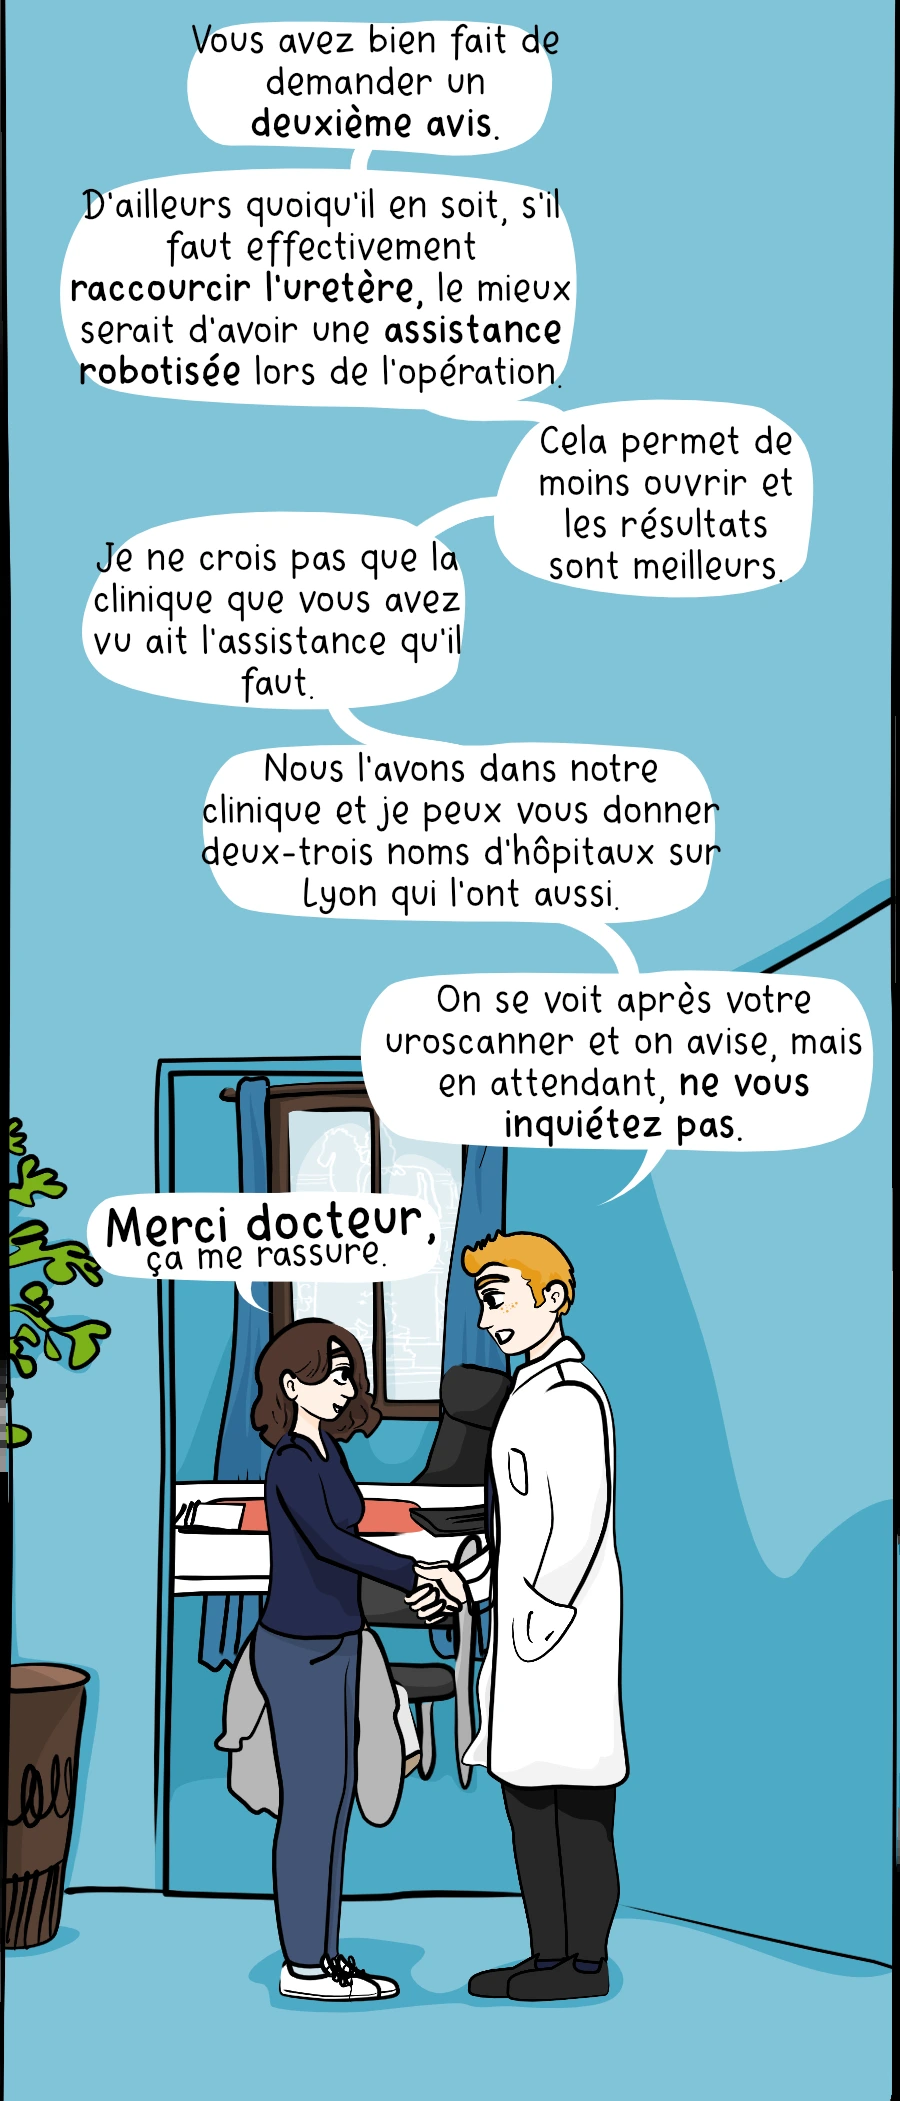 Vous avez bien fait de
demander un
deuxième avis.
D'ailleurs quoiqu'il en soit, s'il
faut effectivement
raccourcir l'uretère, le mieux
serait d'avoir une assistance
robotisée lors de l'opération.
Cela permet de
moins ouvrir et
les résultats
sont meilleurs.
Je ne crois pas que la
clinique que vous avez
vu ait l'assistance qu'il
faut.
Nous l'avons dans notre
clinique et je peux vous donner
deux-trois noms d'hôpitaux sur
Lyon qui l'ont aussi.
On se voit après votre
uroscanner et on avise, mais
en attendant, ne vous
inquiétez pas.
Merci docteur,
ça me rassure.